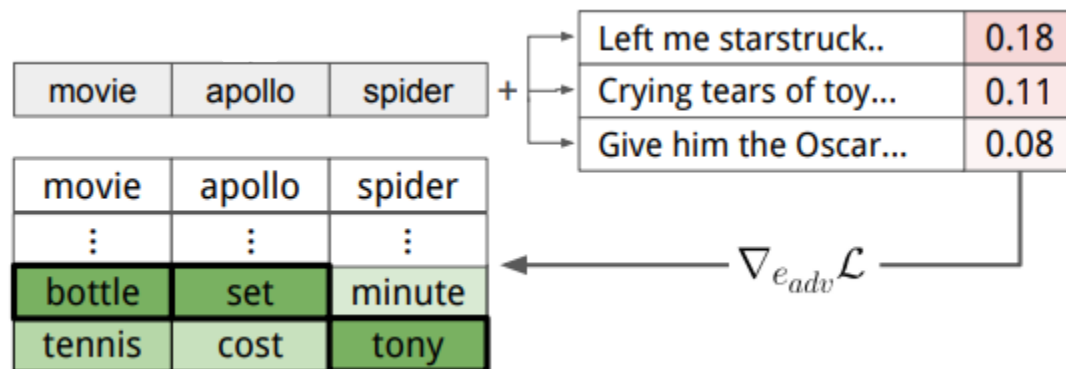 Left me starstruck.. 0.18
movie apollo spider + Crying tears of toy... 0.11
Give him the Oscar... 0.08
movie apollo spider
⋮ ⋮ ⋮
bottle set minute
∇e_adv ℒ
tennis cost tony